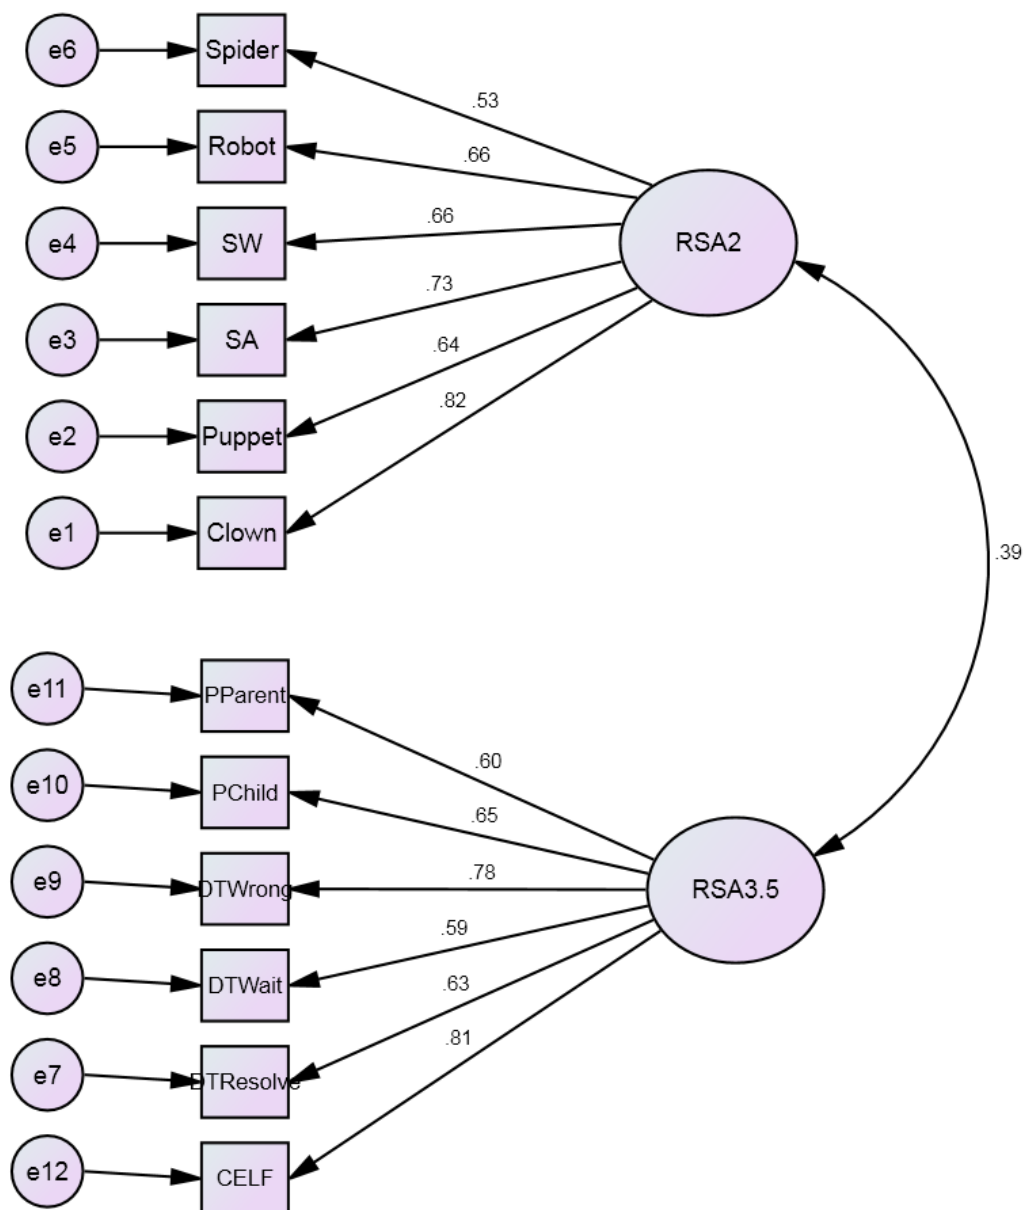 e6 Spider
.53
e5 Robot
.66
e4 SW
.66
RSA2
e3 SA
.73
e2 Puppet
.64
e1 Clown
.82
.39
e11 PParent
.60
e10 PChild
.65
e9 DTWrong
.78
RSA3.5
e8 DTWait
.59
e7 DTResolve
.63
e12 CELF
.81